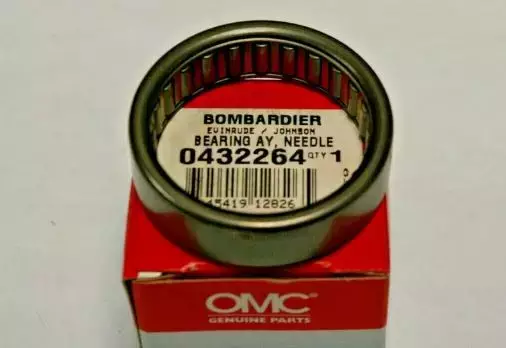 BOMBARDIER
EVINRUDE / JOHNSON
BEARING AY, NEEDLE
0432264 QTY 1
15419 12826
OMC®
GENUINE PARTS